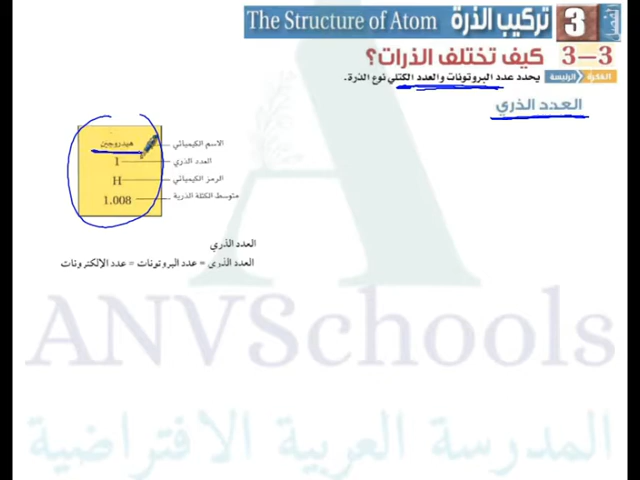 الفصل 3 تركيب الذرة The Structure of Atom
3-3 كيف تختلف الذرات؟
الفكرة الرئيسة يحدد عدد البروتونات والعدد الكتلي نوع الذرة.
العدد الذري
هيدروجين الاسم الكيميائي
1 العدد الذري
H الرمز الكيميائي
1.008 متوسط الكتلة الذرية
العدد الذري
العدد الذري = عدد البروتونات = عدد الإلكترونات
ANVSchools
المدرسة العربية الافتراضية